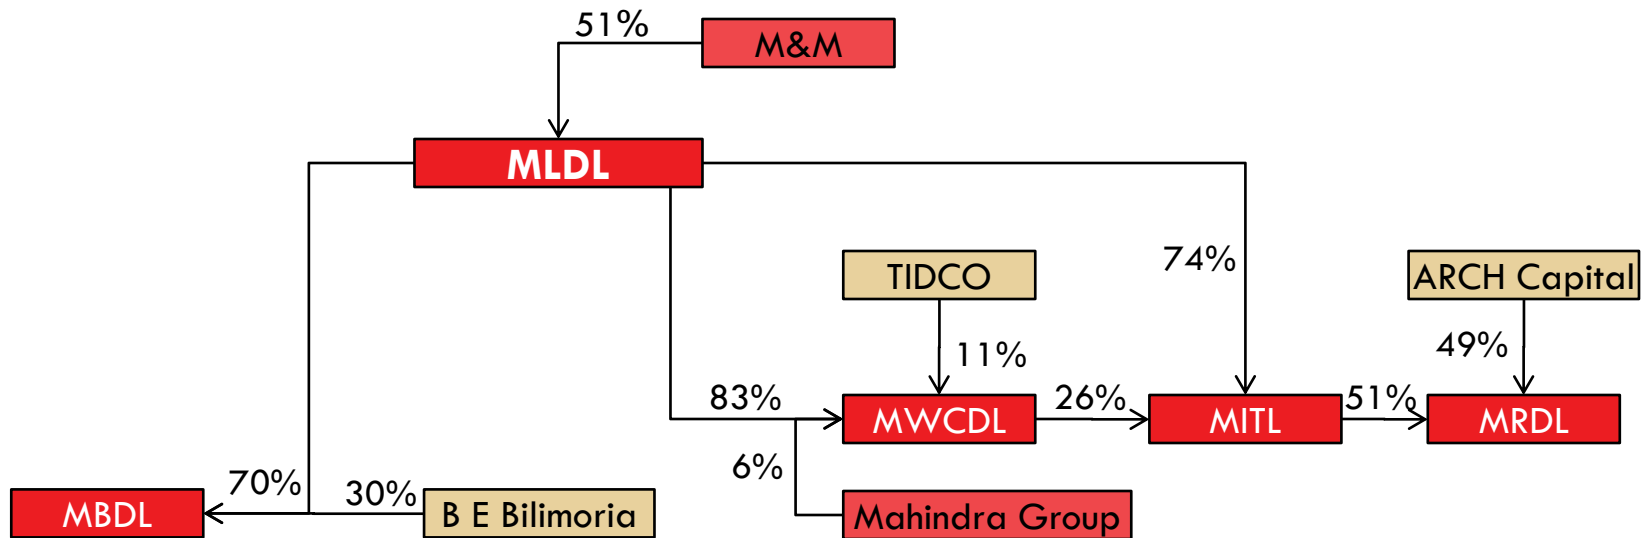 51%
M&M
MLDL
TIDCO
74%
ARCH Capital
11%
49%
83%
MWCDL
26%
MITL
51%
MRDL
6%
70%
30%
MBDL
B E Bilimoria
Mahindra Group